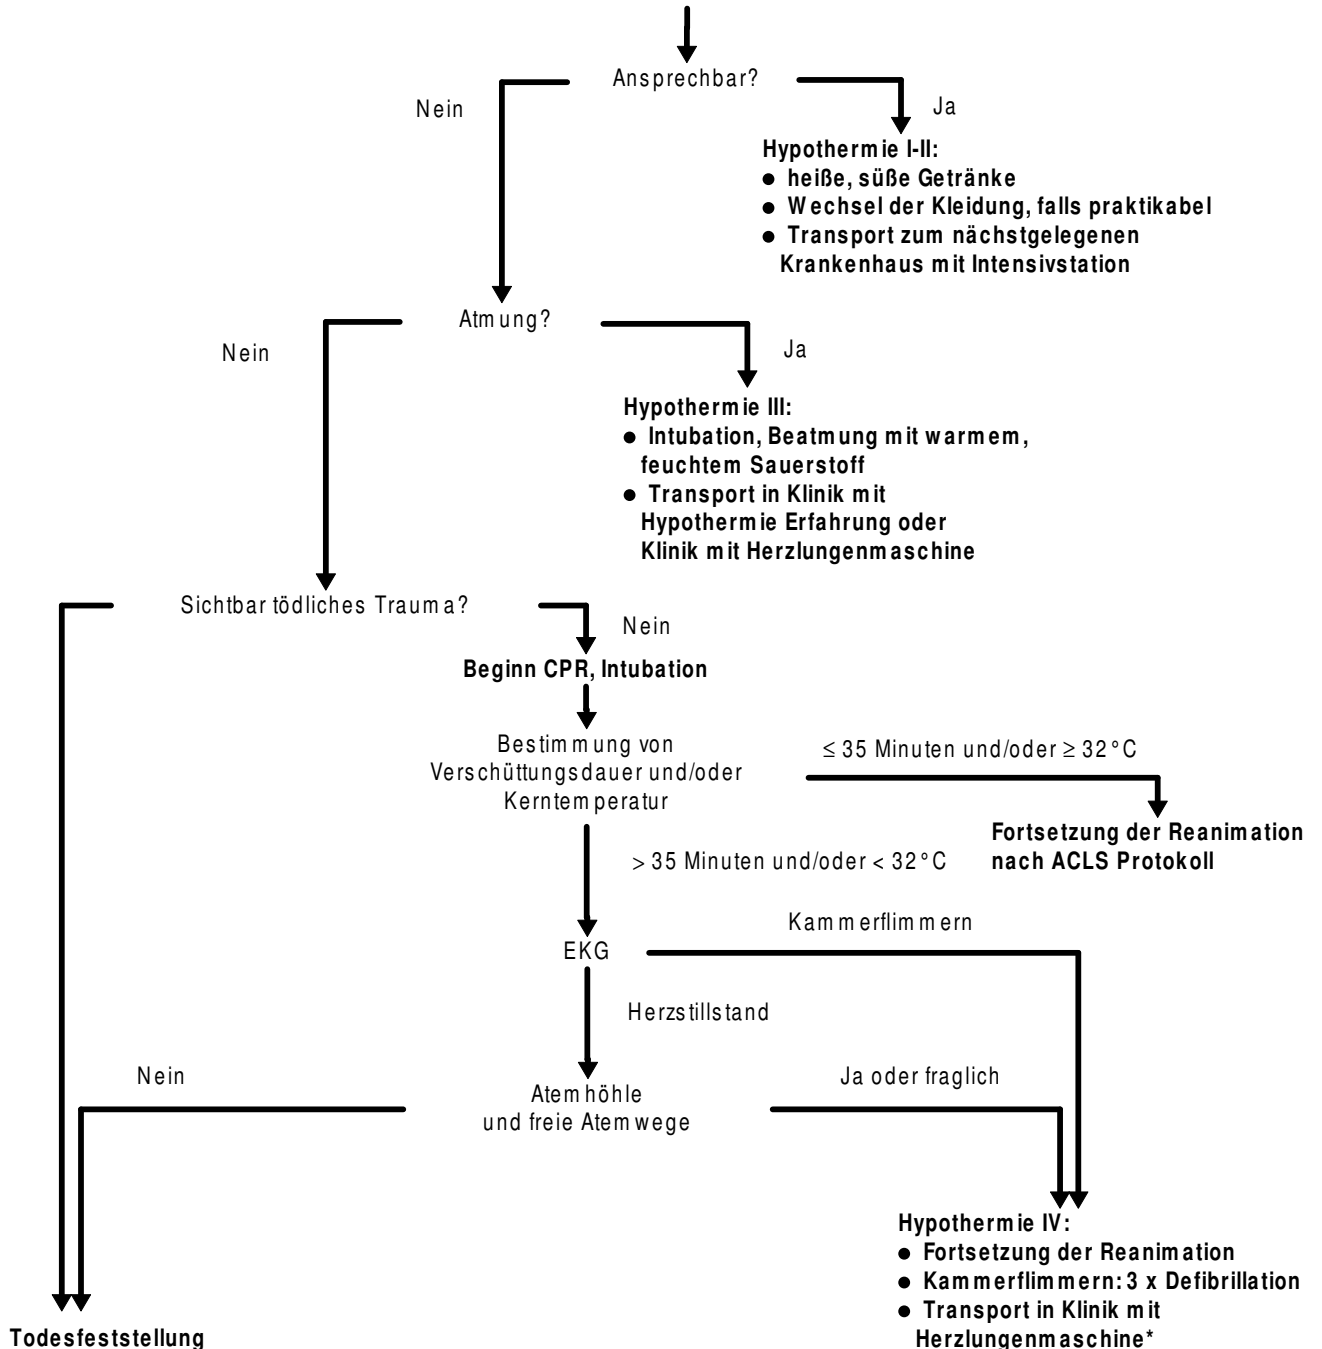 Ansprechbar?
Nein
Ja
Hypothermie I-II:
● heiße, süße Getränke
● Wechsel der Kleidung, falls praktikabel
● Transport zum nächstgelegenen
Krankenhaus mit Intensivstation
Atmung?
Nein
Ja
Hypothermie III:
● Intubation, Beatmung mit warmem,
feuchtem Sauerstoff
● Transport in Klinik mit
Hypothermie Erfahrung oder
Klinik mit Herzlungenmaschine
Sichtbar tödliches Trauma?
Nein
Beginn CPR, Intubation
Bestimmung von
Verschüttungsdauer und/oder
Kerntemperatur
≤ 35 Minuten und/oder ≥ 32°C
Fortsetzung der Reanimation
nach ACLS Protokoll
> 35 Minuten und/oder < 32°C
Kammerflimmern
EKG
Herzstillstand
Nein
Ja oder fraglich
Atemhöhle
und freie Atemwege
Hypothermie IV:
● Fortsetzung der Reanimation
● Kammerflimmern: 3 x Defibrillation
● Transport in Klinik mit
Herzlungenmaschine*
Todesfeststellung